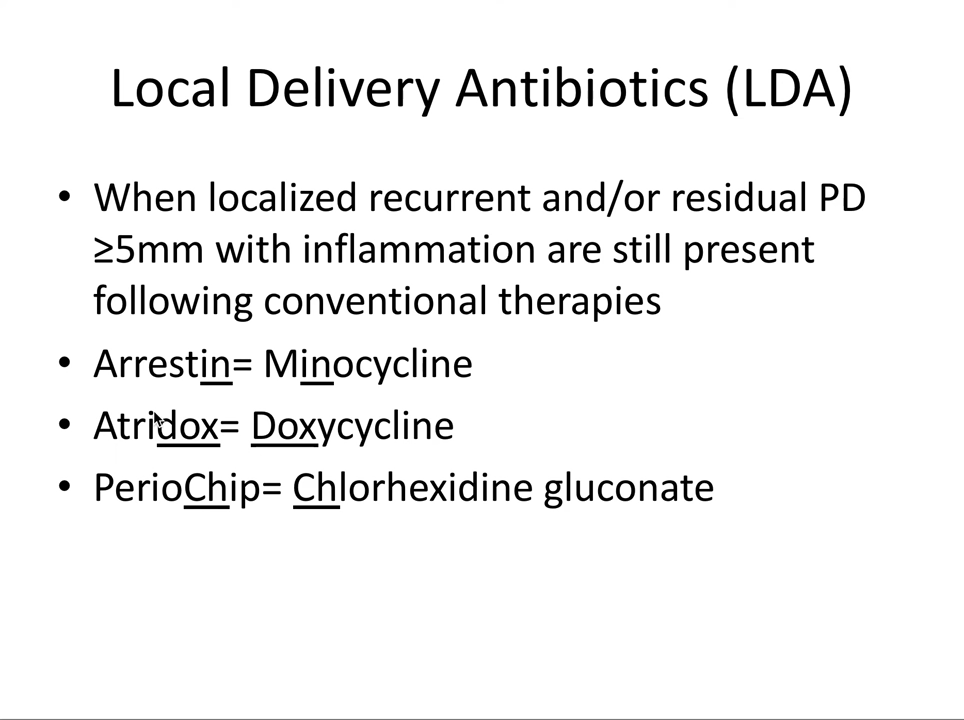 Local Delivery Antibiotics (LDA)
• When localized recurrent and/or residual PD
≥5mm with inflammation are still present
following conventional therapies
• Arrestin= Minocycline
• Atridox= Doxycycline
• PerioChip= Chlorhexidine gluconate